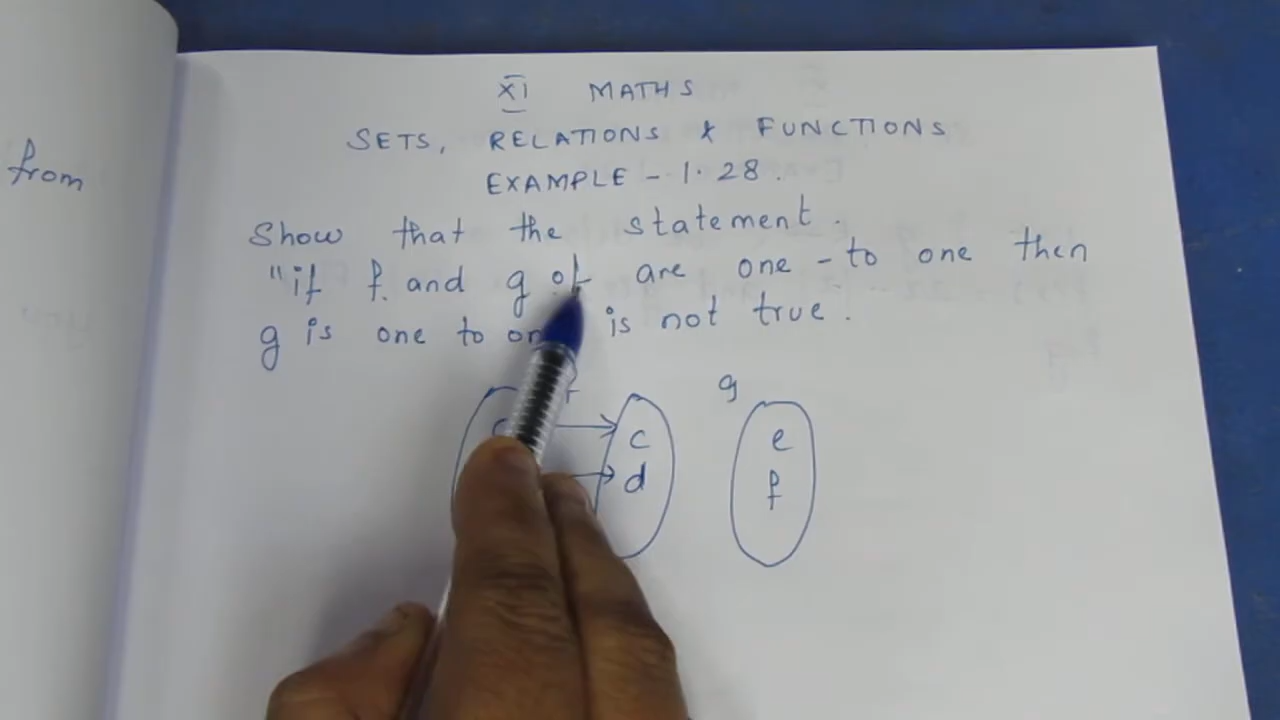 from
XI MATHS
SETS, RELATIONS & FUNCTIONS
EXAMPLE - 1.28.
Show that the statement.
"if f and g of are one - to one then
g is one to is not true.
g
c e
d f